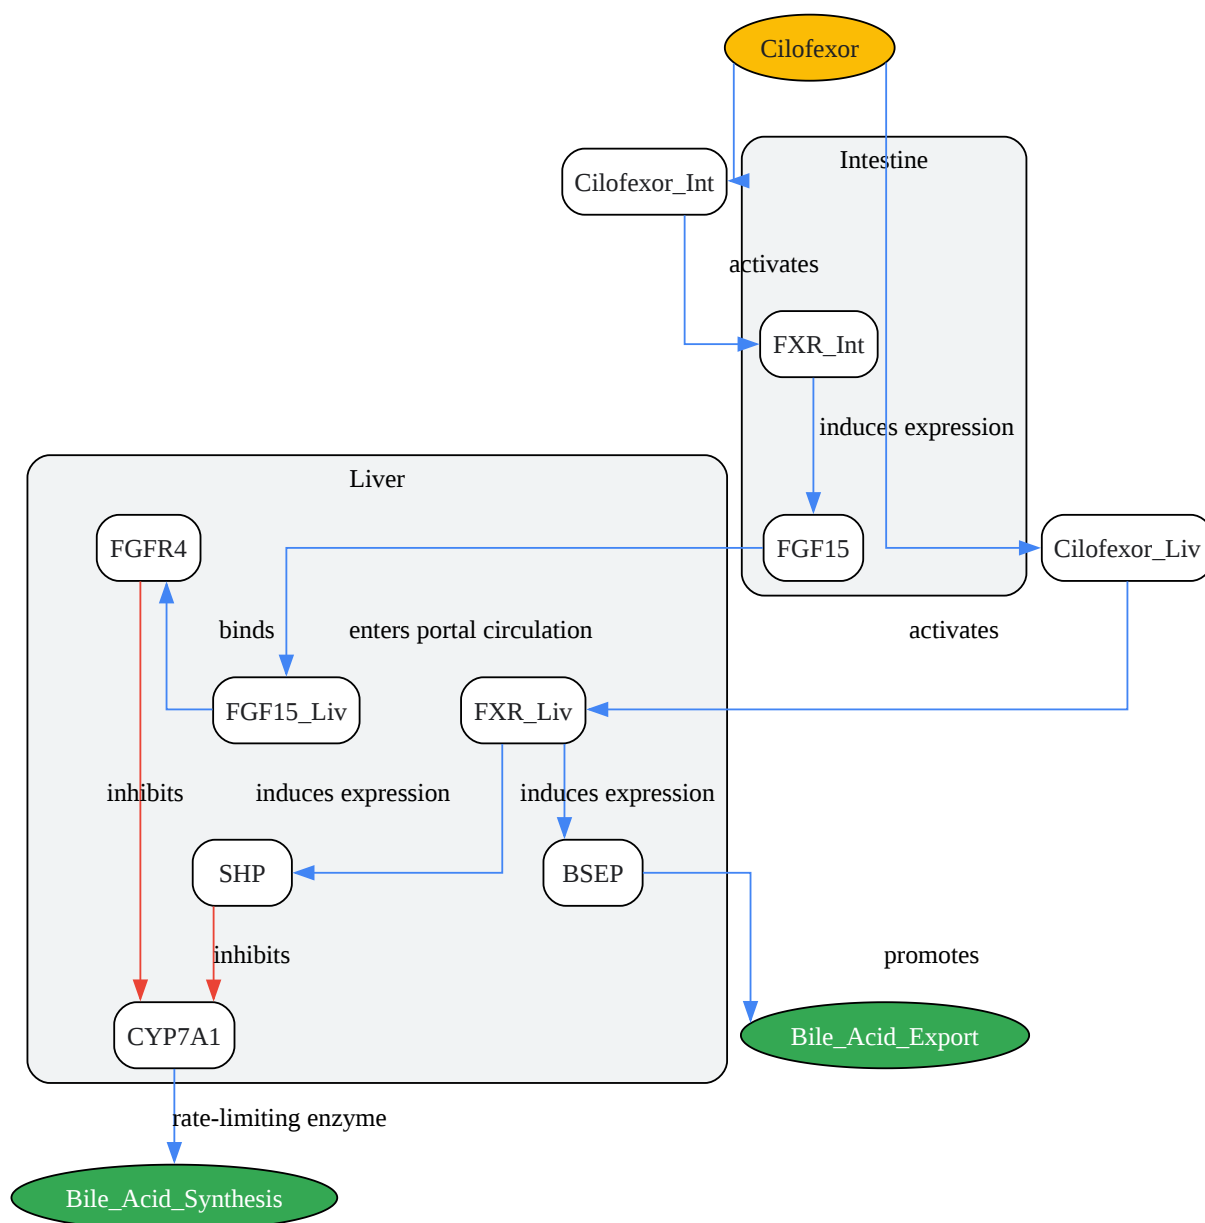 Cilofexor
Intestine
Cilofexor_Int
activates
FXR_Int
induces expression
Liver
FGFR4
FGF15
Cilofexor_Liv
binds
enters portal circulation
activates
FGF15_Liv
FXR_Liv
inhibits
induces expression
induces expression
SHP
BSEP
inhibits
promotes
CYP7A1
Bile_Acid_Export
rate-limiting enzyme
Bile_Acid_Synthesis